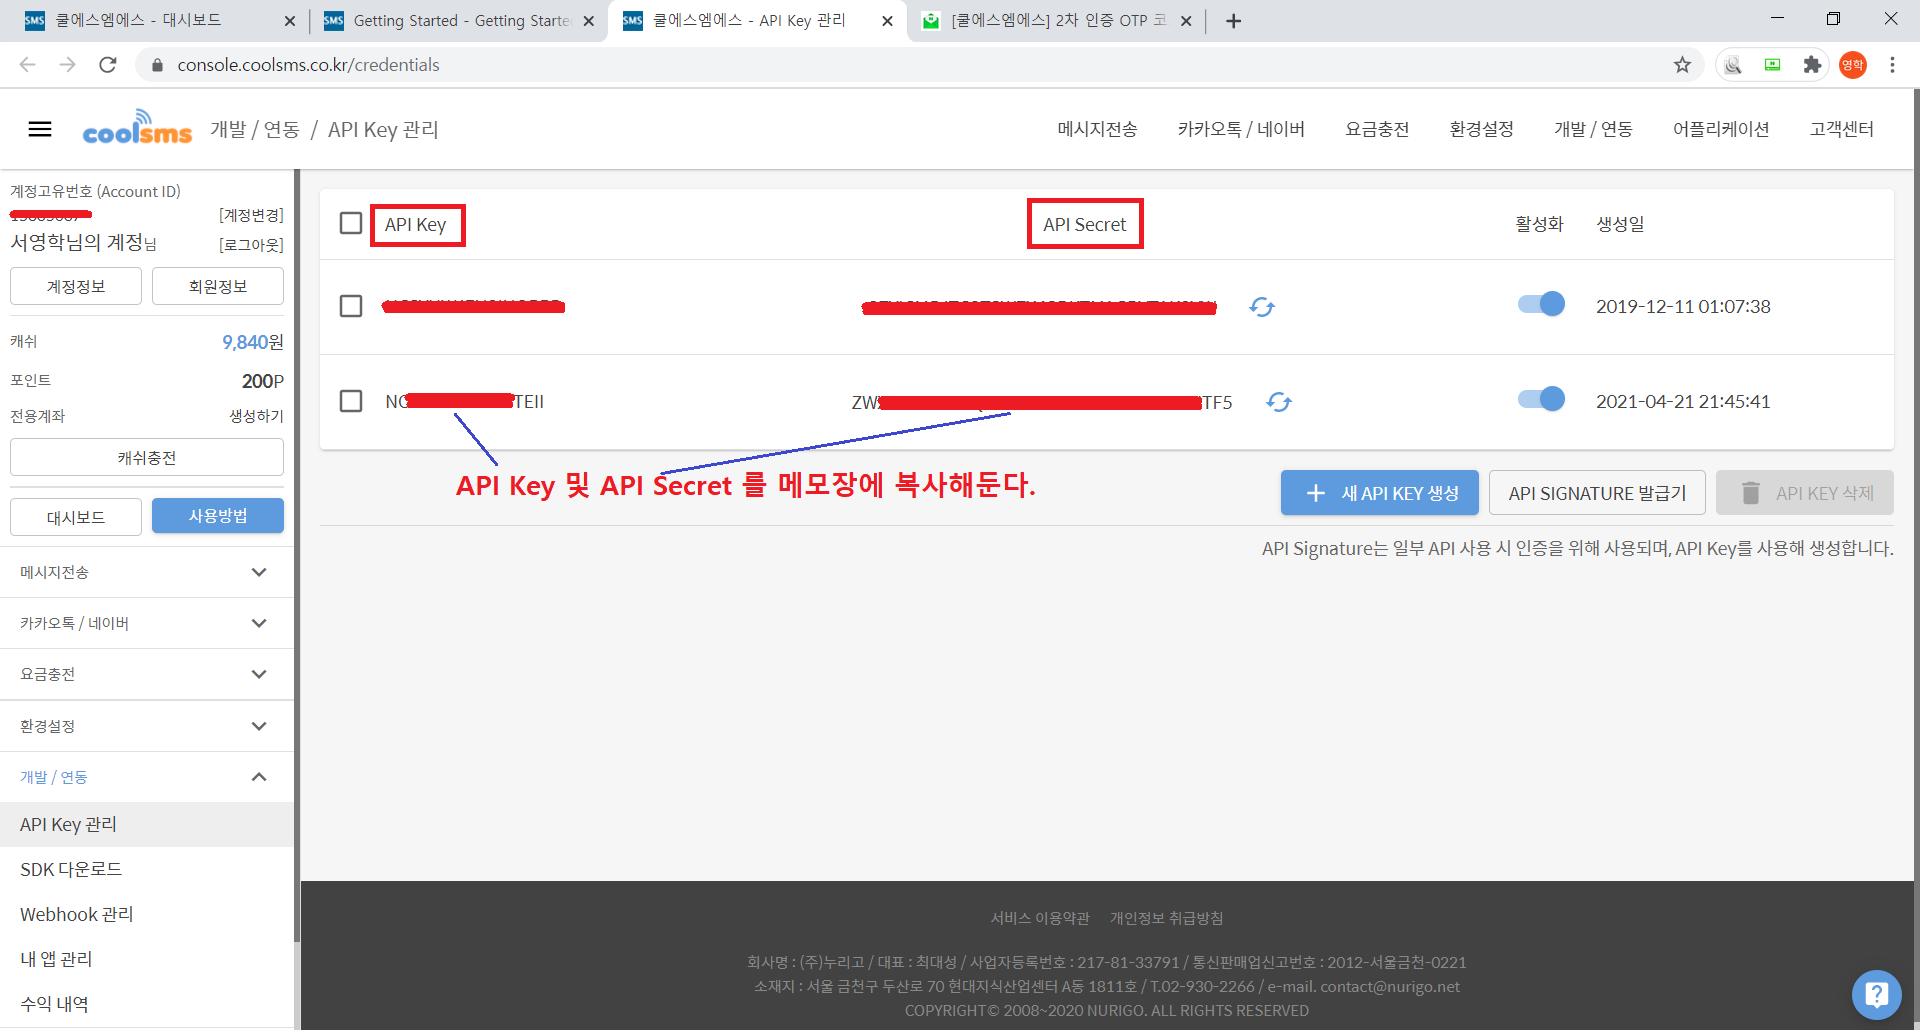 쿨에스엠에스 - 대시보드
Getting Started - Getting Starte
쿨에스엠에스 - API Key 관리
[쿨에스엠에스] 2차 인증 OTP 코
console.coolsms.co.kr/credentials
영학
coolsms
개발 / 연동 / API Key 관리
메시지전송
카카오톡 / 네이버
요금충전
환경설정
개발 / 연동
어플리케이션
고객센터
계정고유번호 (Account ID)
[계정변경]
서영학님의 계정님
[로그아웃]
계정정보
회원정보
캐쉬
9,840원
포인트
200P
전용계좌
생성하기
캐쉬충전
대시보드
사용방법
메시지전송
카카오톡 / 네이버
요금충전
환경설정
개발 / 연동
API Key 관리
SDK 다운로드
Webhook 관리
내 앱 관리
수익 내역
API Key
API Secret
활성화
생성일
2019-12-11 01:07:38
TEII
TF5
2021-04-21 21:45:41
API Key 및 API Secret 를 메모장에 복사해둔다.
새 API KEY 생성
API SIGNATURE 발급기
API KEY 삭제
API Signature는 일부 API 사용 시 인증을 위해 사용되며, API Key를 사용해 생성합니다.
서비스 이용약관
개인정보 취급방침
회사명 : (주)누리고 / 대표 : 최대성 / 사업자등록번호 : 217-81-33791 / 통신판매업신고번호 : 2012-서울금천-0221
소재지 : 서울 금천구 두산로 70 현대지식산업센터 A동 1811호 / T.02-930-2266 / e-mail. contact@nurigo.net
COPYRIGHT© 2008~2020 NURIGO. ALL RIGHTS RESERVED